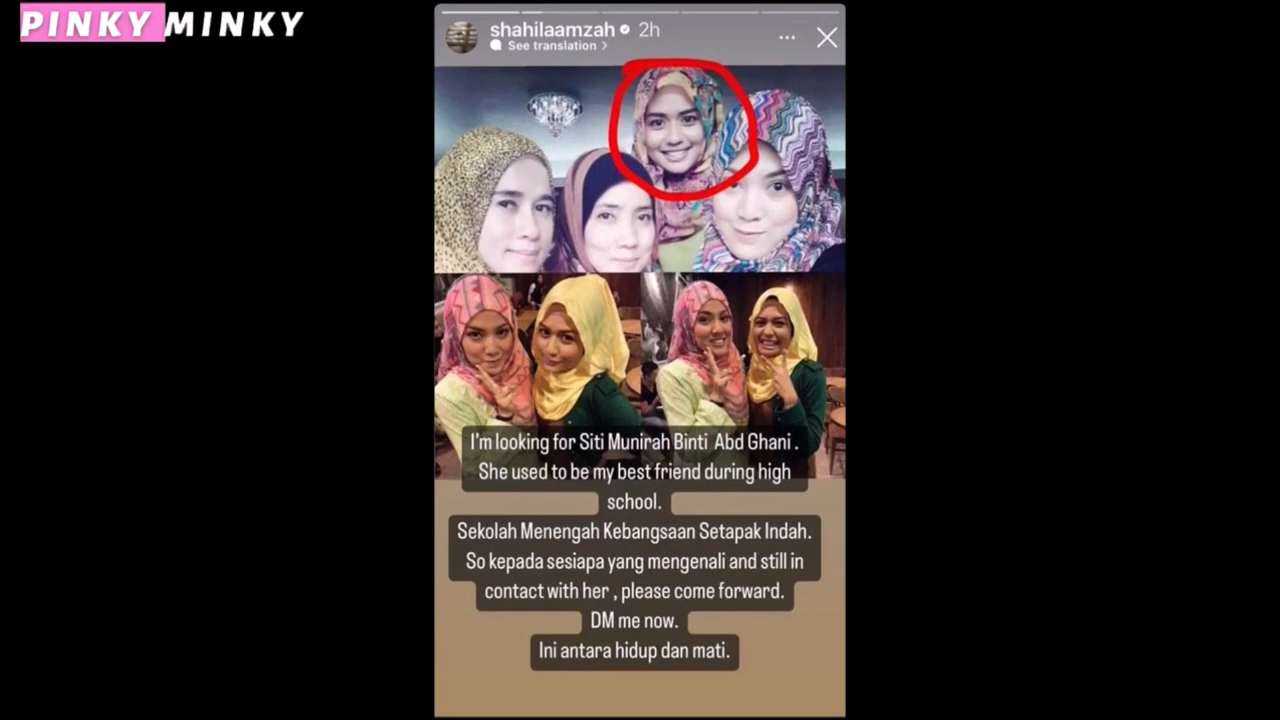 PINKY MINKY
shahilaamzah 2h
See translation >
I'm looking for Siti Munirah Binti Abd Ghani .
She used to be my best friend during high
school.
Sekolah Menengah Kebangsaan Setapak Indah.
So kepada sesiapa yang mengenali and still in
contact with her , please come forward.
DM me now.
Ini antara hidup dan mati.